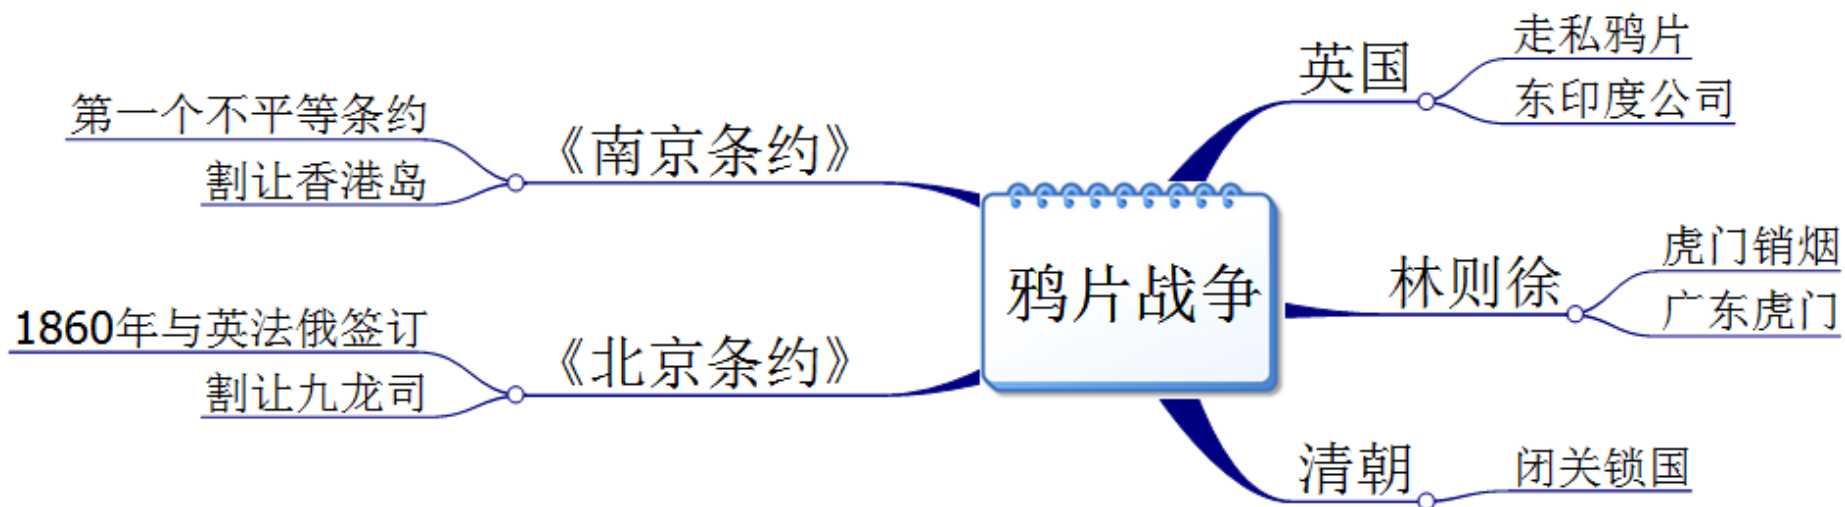 鸦片战争
英国
走私鸦片
东印度公司
林则徐
虎门销烟
广东虎门
清朝
闭关锁国
《南京条约》
第一个不平等条约
割让香港岛
《北京条约》
1860年与英法俄签订
割让九龙司